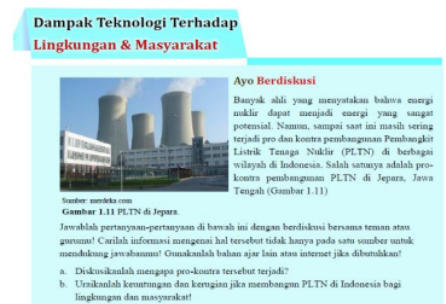 Dampak Teknologi Terhadap
Lingkungan & Masyarakat
Ayo Berdiskusi
Banyak ahli yang menyatakan bahwa energi
nuklir dapat menjadi energi yang sangat
potensial. Namun, sampai saat ini masih sering
terjadi pro dan kontra pembangunan Pembangkit
Listrik Tenaga Nuklir (PLTN) di berbagai
wilayah di Indonesia. Salah satunya adalah pro-
kontra pembangunan PLTN di Jepara, Jawa
Tengah (Gambar 1.11)
Sumber: merdeka.com
Gambar 1.11 PLTN di Jepara.
Jawablah pertanyaan-pertanyaan di bawah ini dengan berdiskusi bersama teman atau
gurumu! Carilah informasi mengenai hal tersebut tidak hanya pada satu sumber untuk
mendukung jawabanmu! Gunakanlah bahan ajar lain atau internet jika dibutuhkan!
a. Diskusikanlah mengapa pro-kontra tersebut terjadi?
b. Uraikanlah keuntungan dan kerugian jika membangun PLTN di Indonesia bagi
lingkungan dan masyarakat!